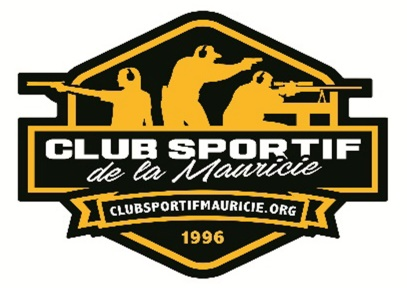 CLUB SPORTIF
de la Mauricie
CLUBSPORTIFMAURICIE.ORG
1996